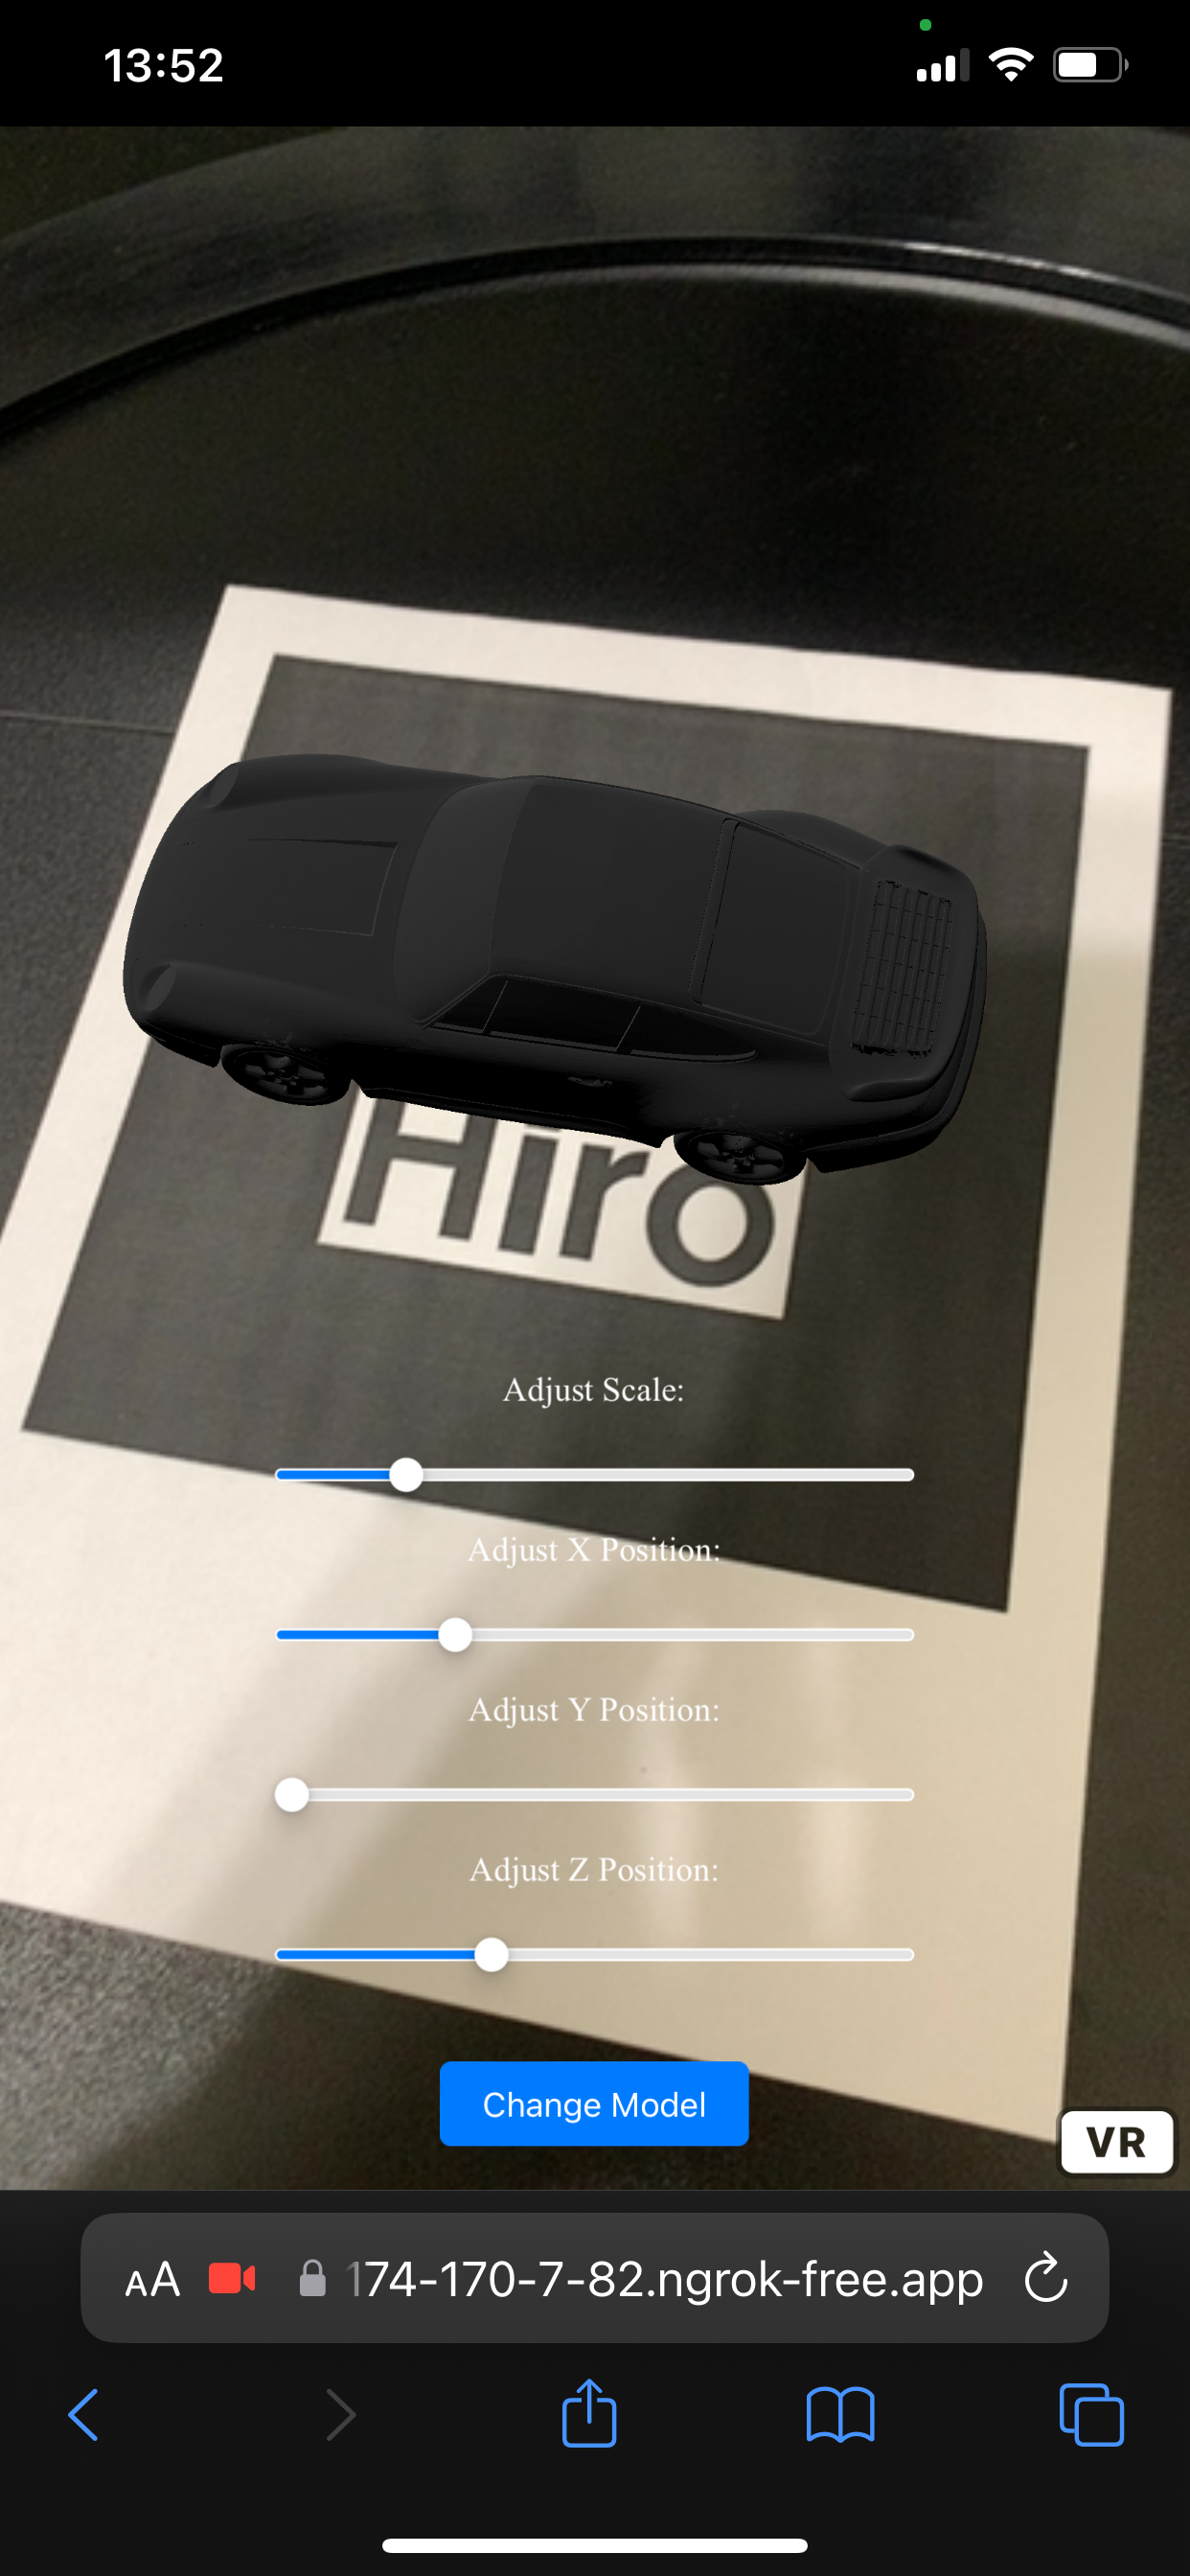 13:52
Hiro
Adjust Scale:
Adjust X Position:
Adjust Y Position:
Adjust Z Position:
Change Model
VR
AA 174-170-7-82.ngrok-free.app